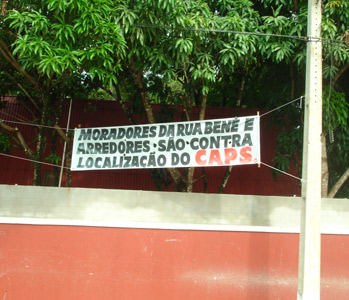 MORADORES DA RUA BENÉ E
ARREDORES·SÃO·CONTRA
LOCALIZAÇÃO DO CAPS.